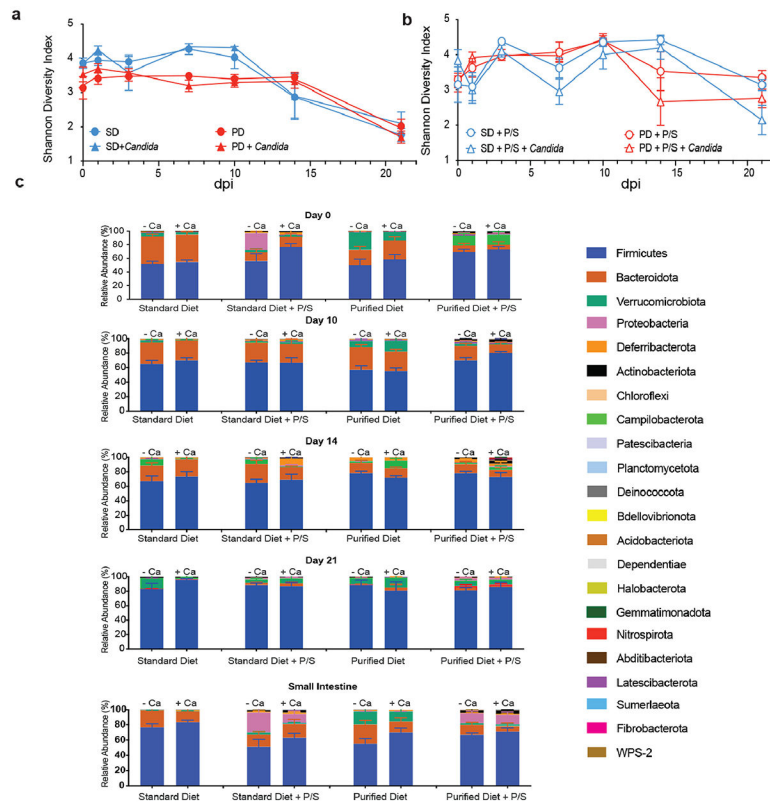 a
Shannon Diversity Index
5
4
3
2
1
0
5
10
15
20
dpi
SD
PD
SD+Candida
PD + Candida
b
Shannon Diversity Index
5
4
3
2
1
0
5
10
15
20
dpi
SD + P/S
PD + P/S
SD + P/S + Candida
PD + P/S + Candida
c
Day 0
- Ca + Ca - Ca + Ca - Ca + Ca - Ca + Ca
Relative Abundance (%)
100
80
60
40
20
0
Standard Diet Standard Diet + P/S Purified Diet Purified Diet + P/S
Day 10
- Ca + Ca - Ca + Ca - Ca + Ca - Ca + Ca
Relative Abundance (%)
100
80
60
40
20
0
Standard Diet Standard Diet + P/S Purified Diet Purified Diet + P/S
Day 14
- Ca + Ca - Ca + Ca - Ca + Ca - Ca + Ca
Relative Abundance (%)
100
80
60
40
20
0
Standard Diet Standard Diet + P/S Purified Diet Purified Diet + P/S
Day 21
- Ca + Ca - Ca + Ca - Ca + Ca - Ca + Ca
Relative Abundance (%)
100
80
60
40
20
0
Standard Diet Standard Diet + P/S Purified Diet Purified Diet + P/S
Small Intestine
- Ca + Ca - Ca + Ca - Ca + Ca - Ca + Ca
Relative Abundance (%)
100
80
60
40
20
0
Standard Diet Standard Diet + P/S Purified Diet Purified Diet + P/S
Firmicutes
Bacteroidota
Verrucomicrobiota
Proteobacteria
Deferribacterota
Actinobacteriota
Chloroflexi
Campilobacterota
Patescibacteria
Planctomycetota
Deinococcota
Bdellovibrionota
Acidobacteriota
Dependentiae
Halobacterota
Gemmatimonadota
Nitrospirota
Abditibacteriota
Latescibacterota
Sumerlaeota
Fibrobacterota
WPS-2